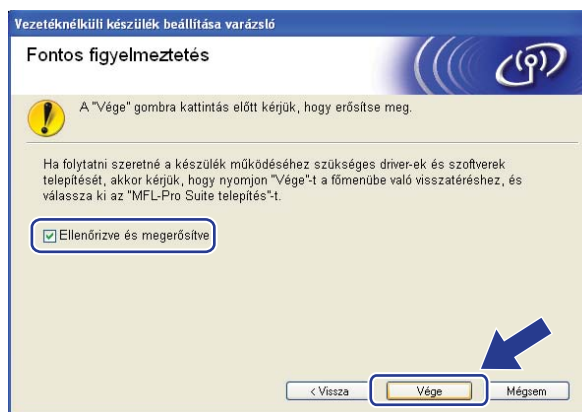 Vezetéknélküli készülék beállítása varázsló
Fontos figyelmeztetés
A "Vége" gombra kattintás előtt kérjük, hogy erősítse meg.
Ha folytatni szeretné a készülék működéséhez szükséges driver-ek és szoftverek
telepítését, akkor kérjük, hogy nyomjon "Vége"-t a főmenübe való visszatéréshez, és
válassza ki az "MFL-Pro Suite telepítés"-t.
Ellenőrizve és megerősítve
< Vissza
Vége
Mégsem